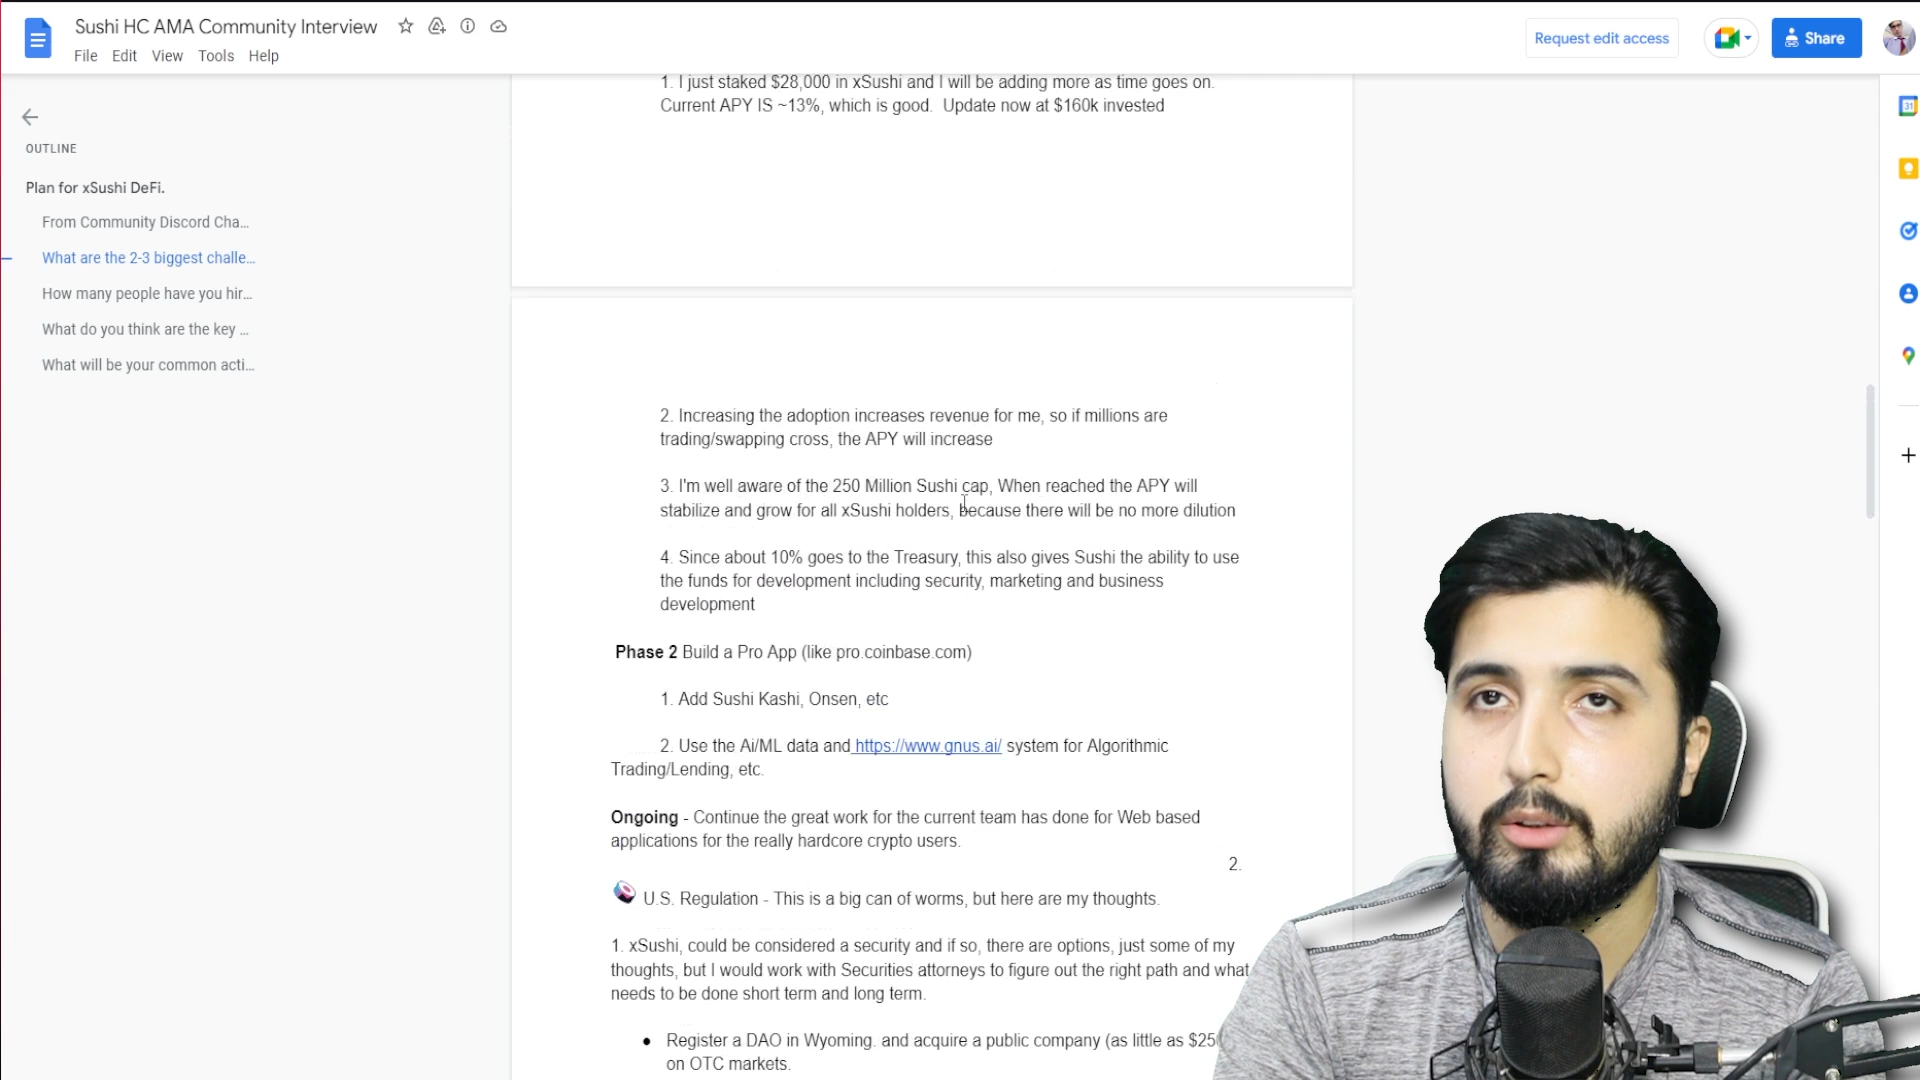 Sushi HC AMA Community Interview
File Edit View Tools Help
Request edit access
Share
OUTLINE
Plan for xSushi DeFi.
From Community Discord Cha...
What are the 2-3 biggest challe...
How many people have you hir...
What do you think are the key ...
What will be your common acti...
1. I just staked $28,000 in xSushi and I will be adding more as time goes on.
Current APY IS ~13%, which is good. Update now at $160k invested
2. Increasing the adoption increases revenue for me, so if millions are
trading/swapping cross, the APY will increase
3. I'm well aware of the 250 Million Sushi cap, When reached the APY will
stabilize and grow for all xSushi holders, because there will be no more dilution
4. Since about 10% goes to the Treasury, this also gives Sushi the ability to use
the funds for development including security, marketing and business
development
Phase 2 Build a Pro App (like pro.coinbase.com)
1. Add Sushi Kashi, Onsen, etc
2. Use the Ai/ML data and https://www.gnus.ai/ system for Algorithmic
Trading/Lending, etc.
Ongoing - Continue the great work for the current team has done for Web based
applications for the really hardcore crypto users.
2.
U.S. Regulation - This is a big can of worms, but here are my thoughts.
1. xSushi, could be considered a security and if so, there are options, just some of my
thoughts, but I would work with Securities attorneys to figure out the right path and what
needs to be done short term and long term.
● Register a DAO in Wyoming. and acquire a public company (as little as
on OTC markets.
31